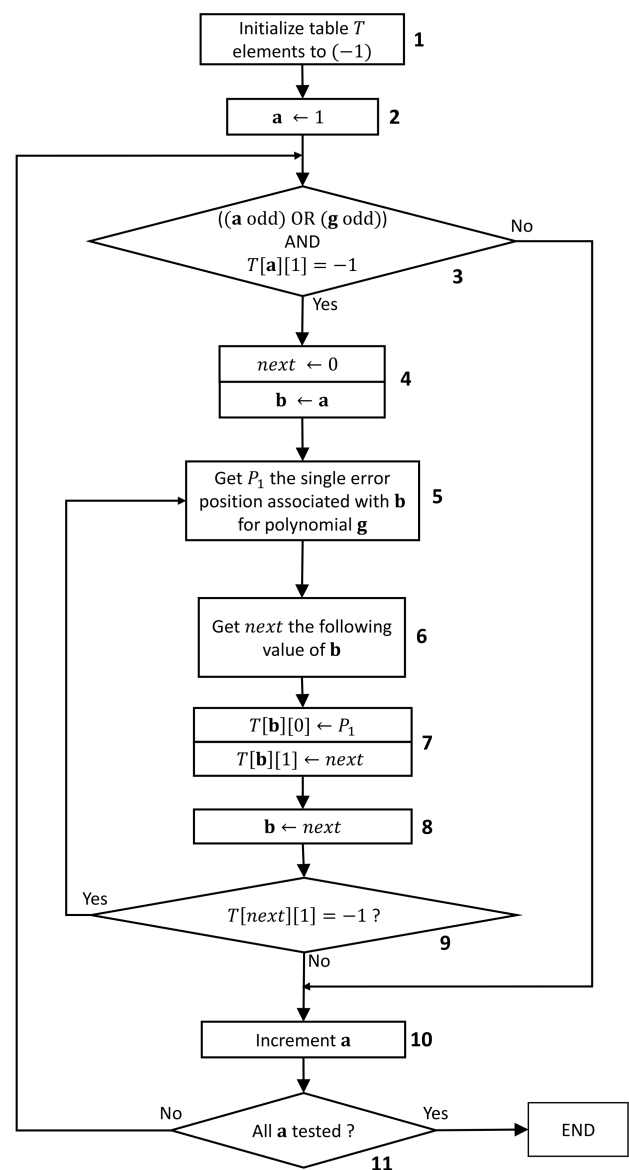 Initialize table T
elements to (−1)
1
a ← 1
2
((a odd) OR (g odd))
AND
T[a][1] = −1
3
No
Yes
next ← 0
b ← a
4
Get P₁ the single error
position associated with b
for polynomial g
5
Get next the following
value of b
6
T[b][0] ← P₁
T[b][1] ← next
7
b ← next
8
Yes
T[next][1] = −1 ?
9
No
Increment a
10
No
All a tested ?
Yes
11
END